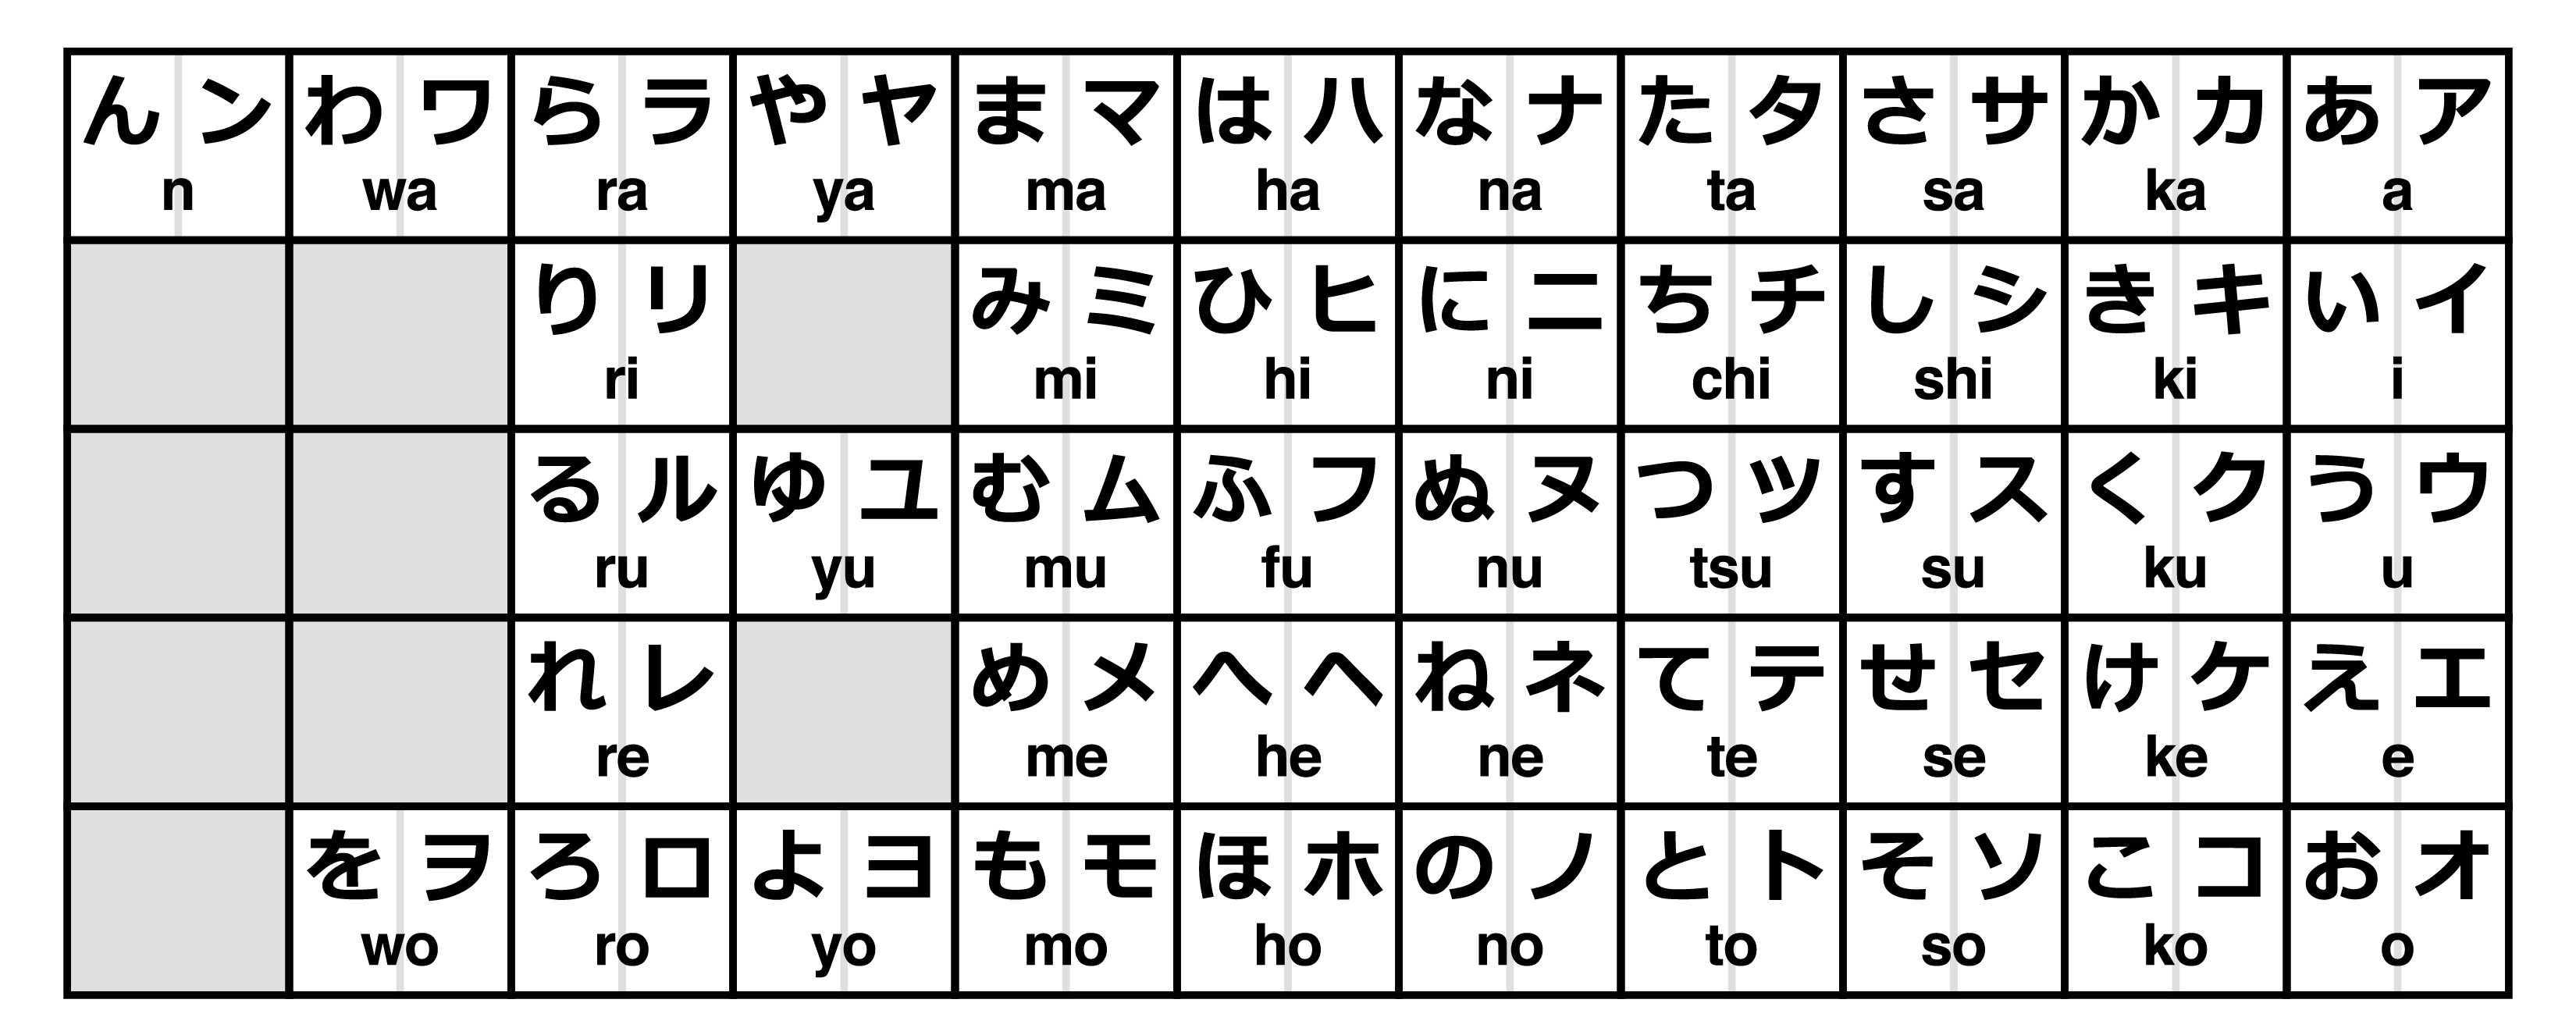 んン わワ らラ やヤ まマ はハ なナ たタ さサ かカ あア
n wa ra ya ma ha na ta sa ka a
りリ みミ ひヒ にニ ちチ しシ きキ いイ
ri mi hi ni chi shi ki i
るル ゆユ むム ふフ ぬヌ つツ すス くク うウ
ru yu mu fu nu tsu su ku u
れレ めメ へヘ ねネ てテ せセ けケ えエ
re me he ne te se ke e
をヲ ろロ よヨ もモ ほホ のノ とト そソ こコ おオ
wo ro yo mo ho no to so ko o